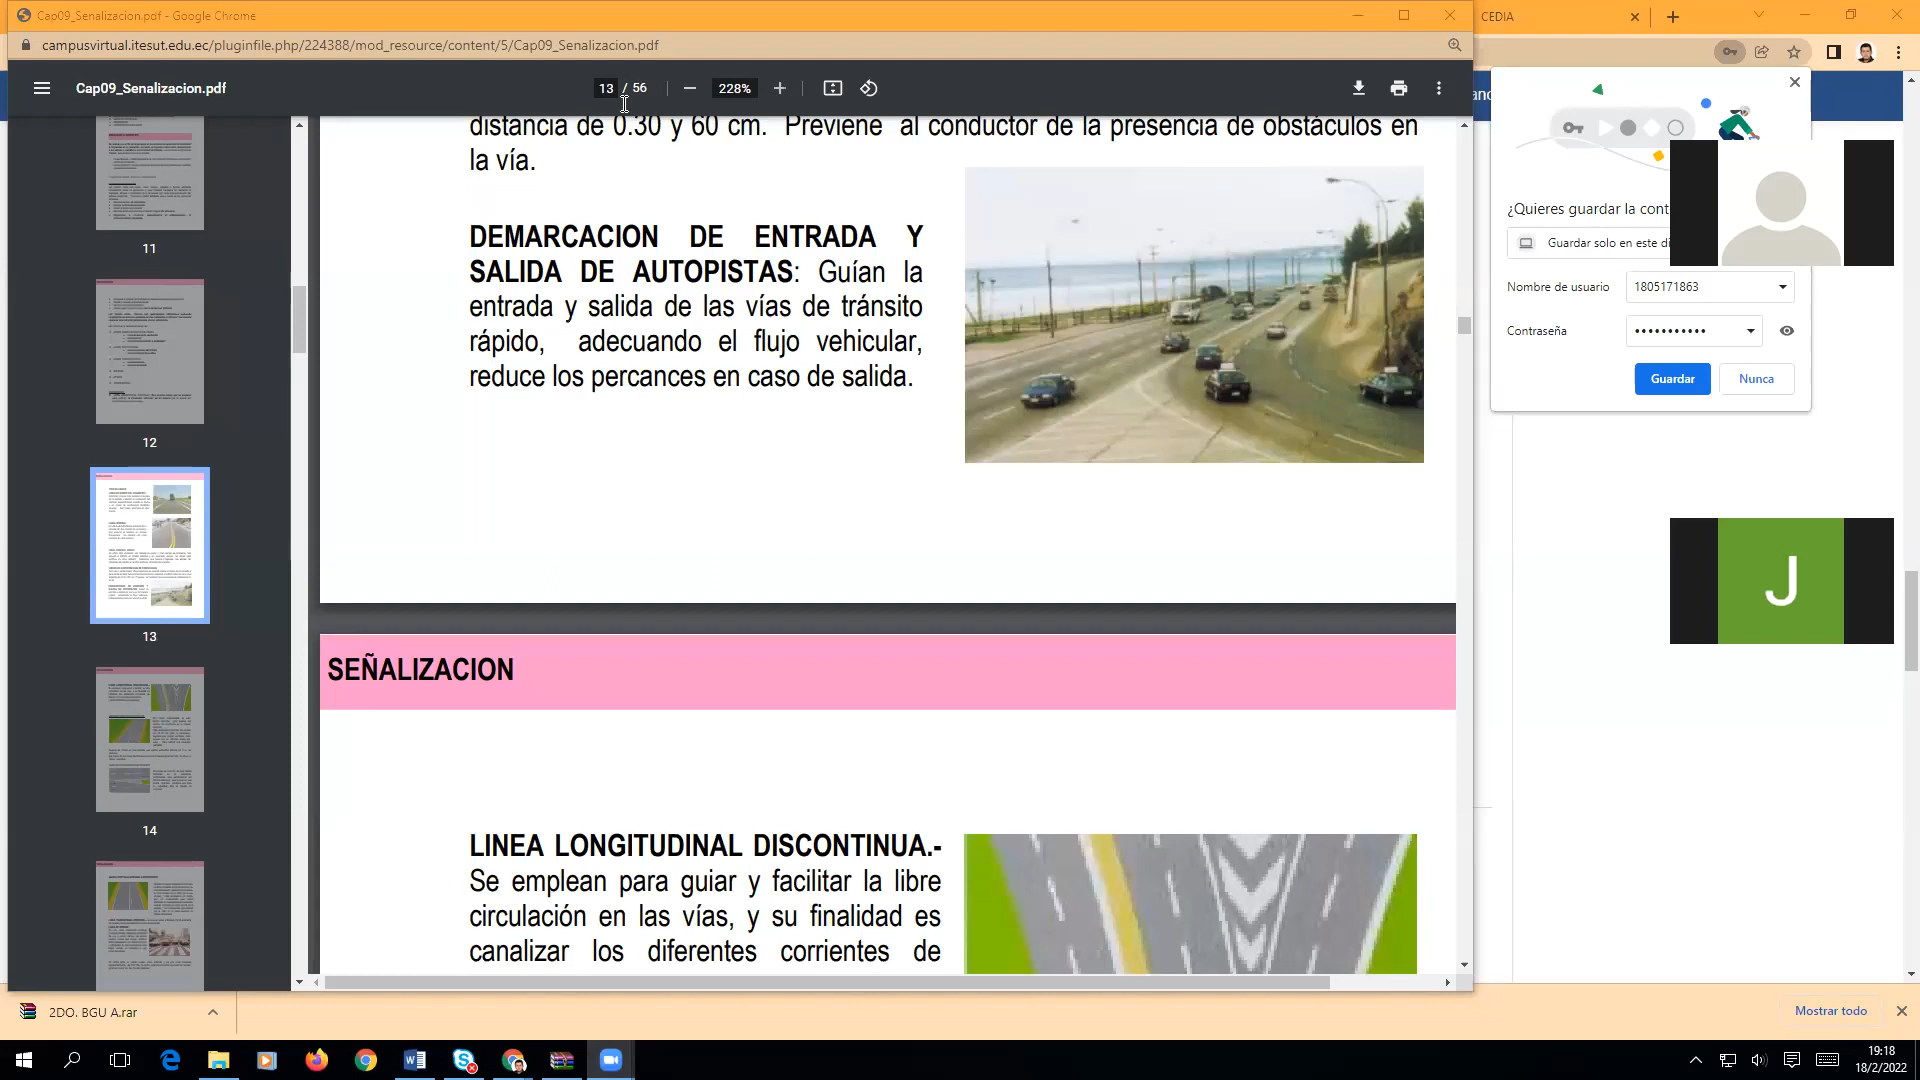 Cap09_Senalizacion.pdf - Google Chrome
CEDIA
campusvirtual.itesut.edu.ec/pluginfile.php/224388/mod_resource/content/5/Cap09_Senalizacion.pdf
Cap09_Senalizacion.pdf
13 / 56
228%
distancia de 0.30 y 60 cm. Previene al conductor de la presencia de obstáculos en
la vía.
DEMARCACION DE ENTRADA Y
SALIDA DE AUTOPISTAS: Guían la
entrada y salida de las vías de tránsito
rápido, adecuando el flujo vehicular,
reduce los percances en caso de salida.
SEÑALIZACION
LINEA LONGITUDINAL DISCONTINUA.-
Se emplean para guiar y facilitar la libre
circulación en las vías, y su finalidad es
canalizar los diferentes corrientes de
11
12
13
14
¿Quieres guardar la cont
Guardar solo en este di
Nombre de usuario
1805171863
Contraseña
•••••••••••
Guardar
Nunca
J
2DO. BGU A.rar
Mostrar todo
19:18
18/2/2022